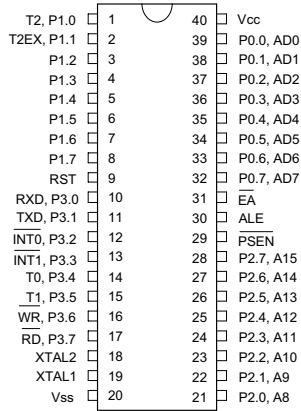 T2, P1.0 1 40 Vcc
T2EX, P1.1 2 39 P0.0, AD0
P1.2 3 38 P0.1, AD1
P1.3 4 37 P0.2, AD2
P1.4 5 36 P0.3, AD3
P1.5 6 35 P0.4, AD4
P1.6 7 34 P0.5, AD5
P1.7 8 33 P0.6, AD6
RST 9 32 P0.7, AD7
RXD, P3.0 10 31 EA
TXD, P3.1 11 30 ALE
INT0, P3.2 12 29 PSEN
INT1, P3.3 13 28 P2.7, A15
T0, P3.4 14 27 P2.6, A14
T1, P3.5 15 26 P2.5, A13
WR, P3.6 16 25 P2.4, A12
RD, P3.7 17 24 P2.3, A11
XTAL2 18 23 P2.2, A10
XTAL1 19 22 P2.1, A9
Vss 20 21 P2.0, A8